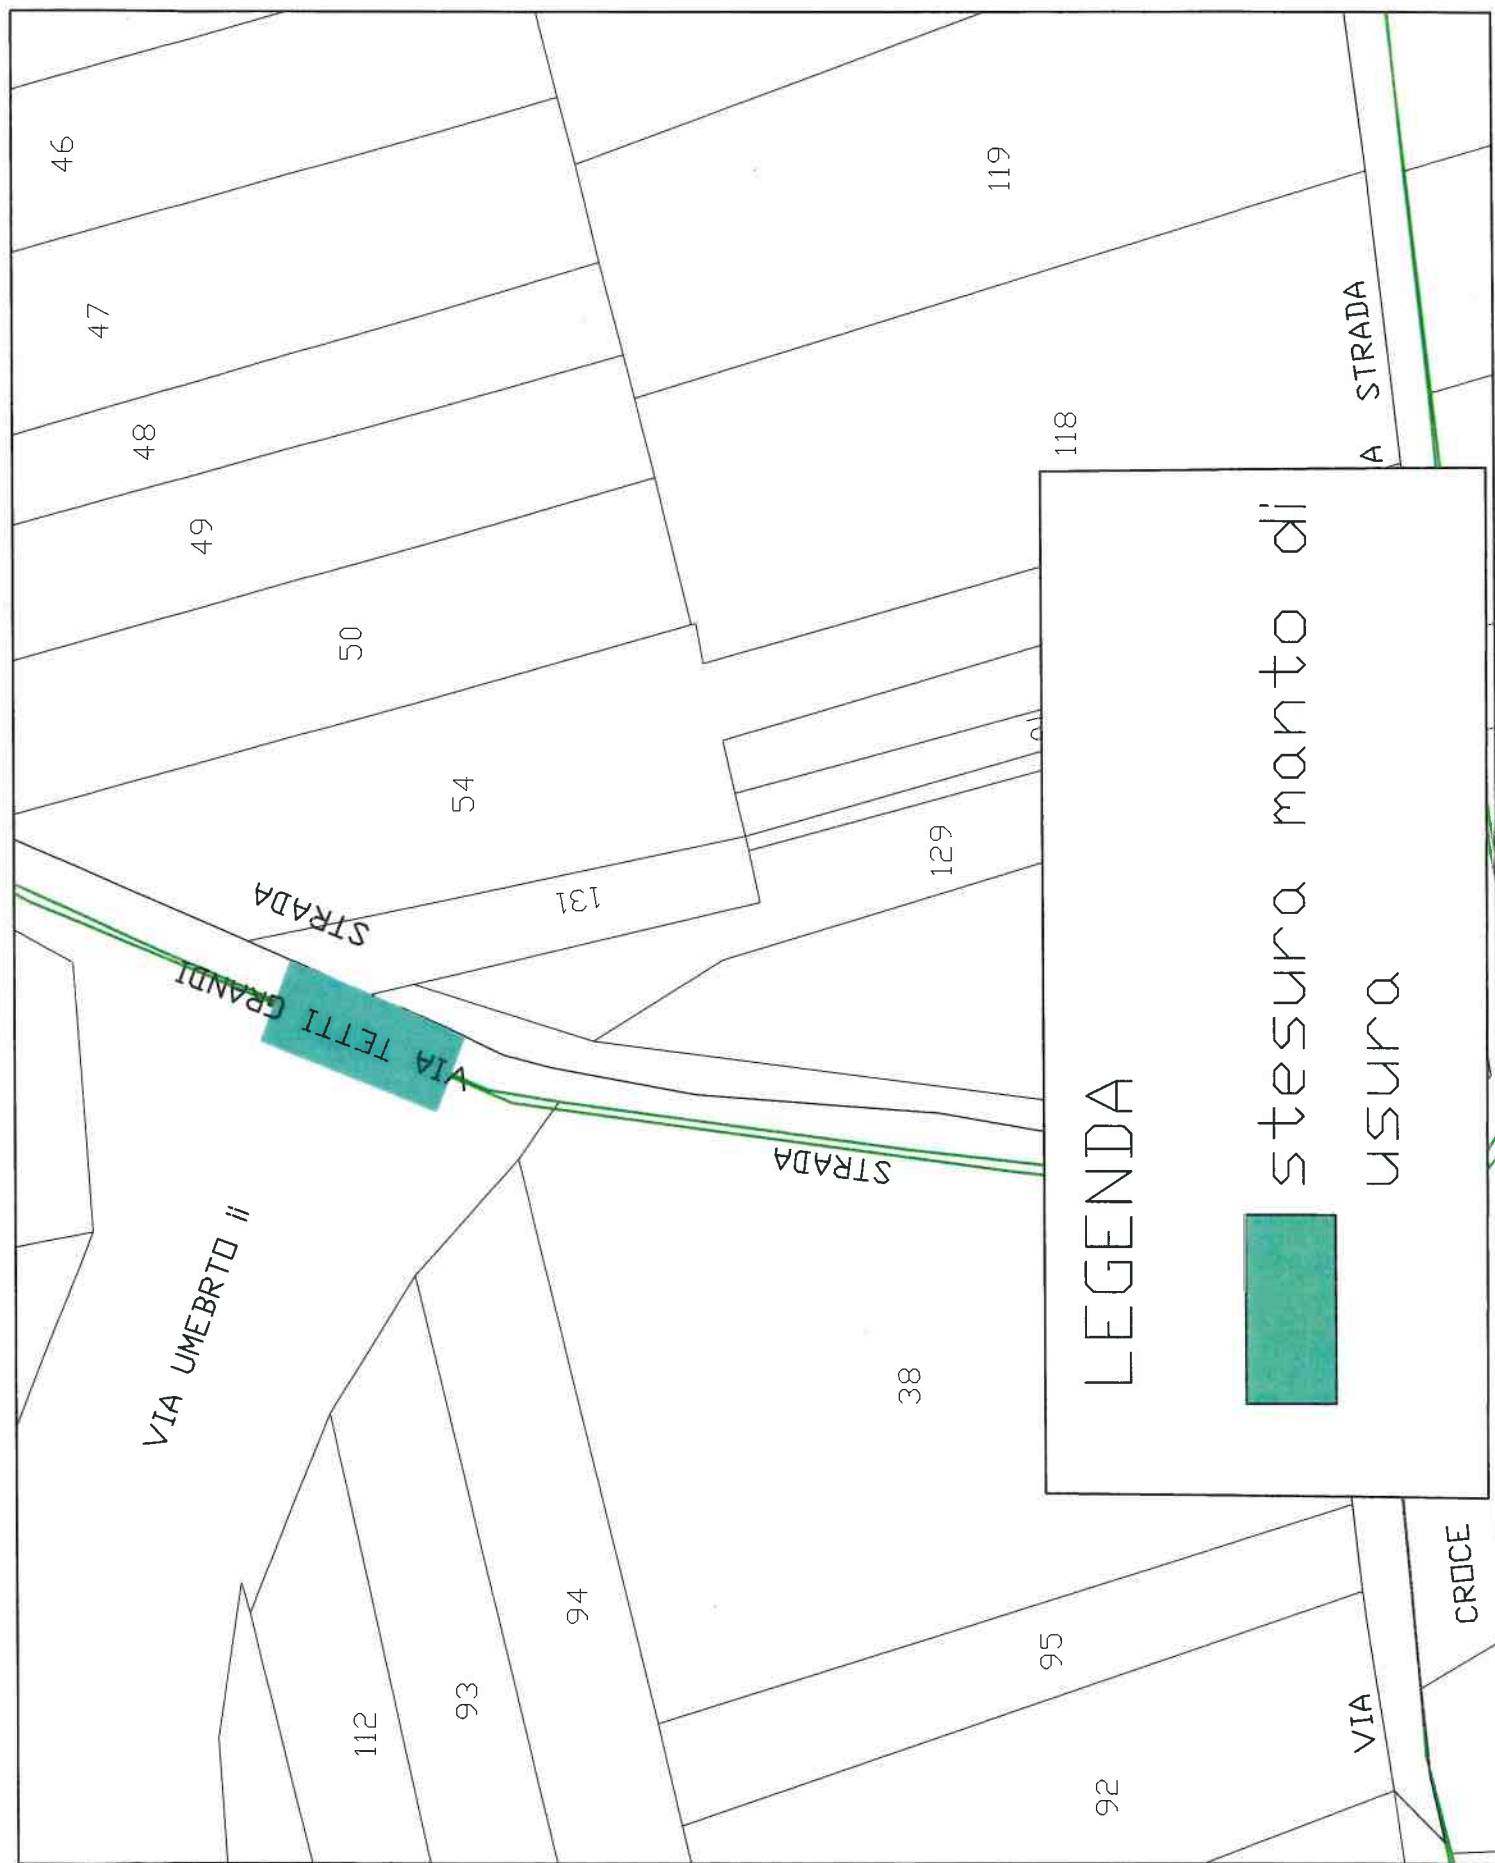 46
47
48
49
50
54
131
129
119
118
STRADA
VIA TETTI GRANDI
STRADA
VIA UMEBRTO ii
A STRADA
38
94
93
112
95
92
VIA
CROCE
LEGENDA
stesura manto di
usura